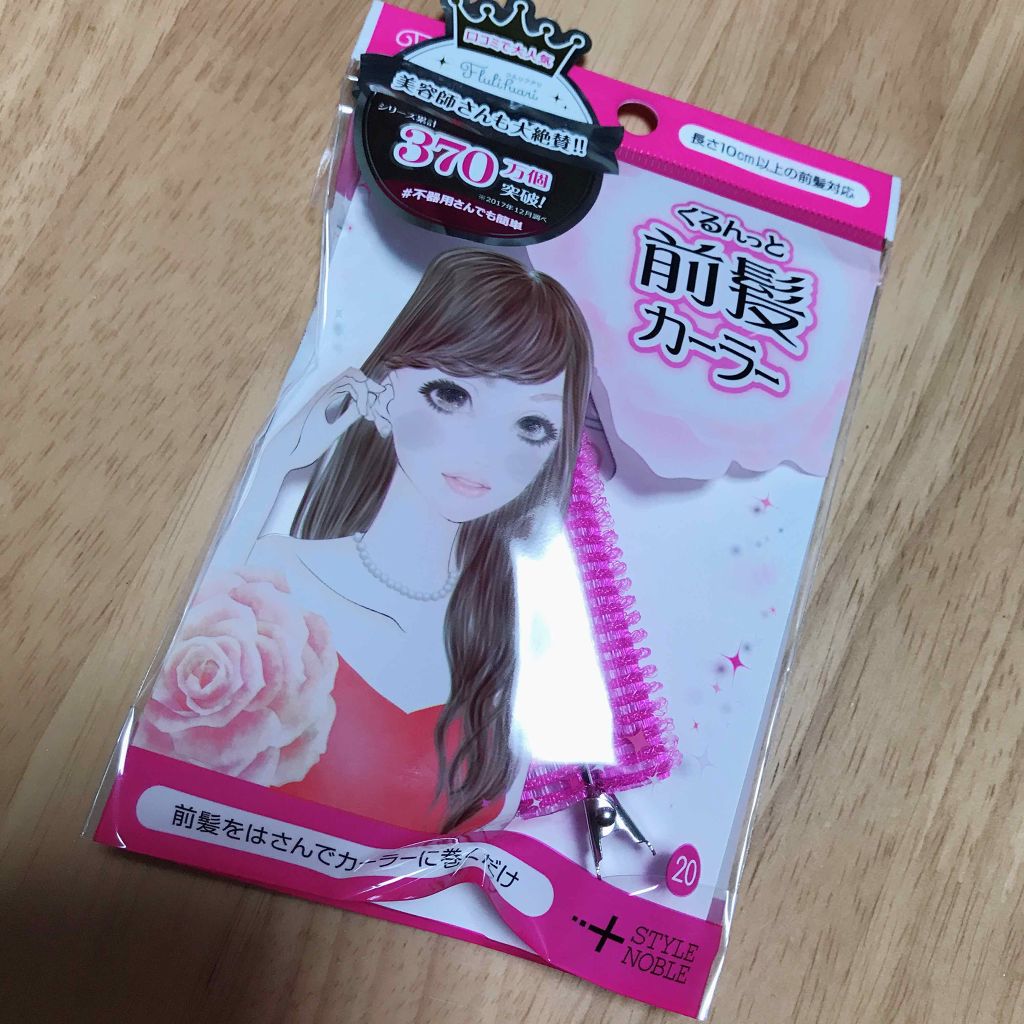 口コミで大人気
フルリクアリ
Flulifuari
美容師さんも大絶賛!!
シリーズ累計
370万個
突破!
※2017年12月調べ
#不器用さんでも簡単
長さ10cm以上の前髪対応
くるんっと
前髪
カーラー
前髪をはさんでカーラーに巻くだけ
20
STYLE
NOBLE